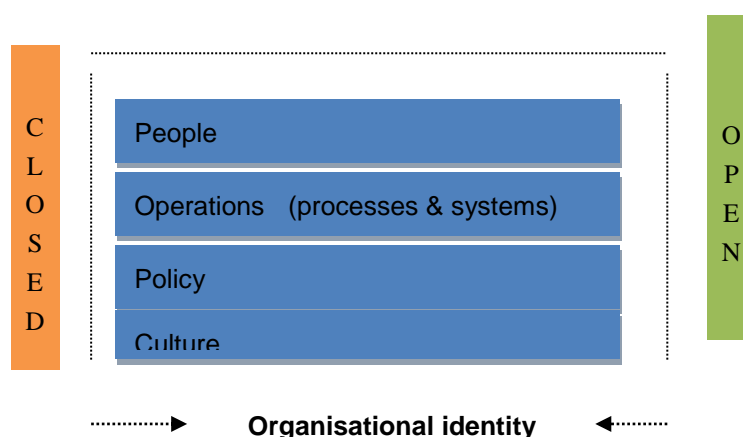 CLOSED
People
Operations (processes & systems)
Policy
Culture
Organisational identity
OPEN